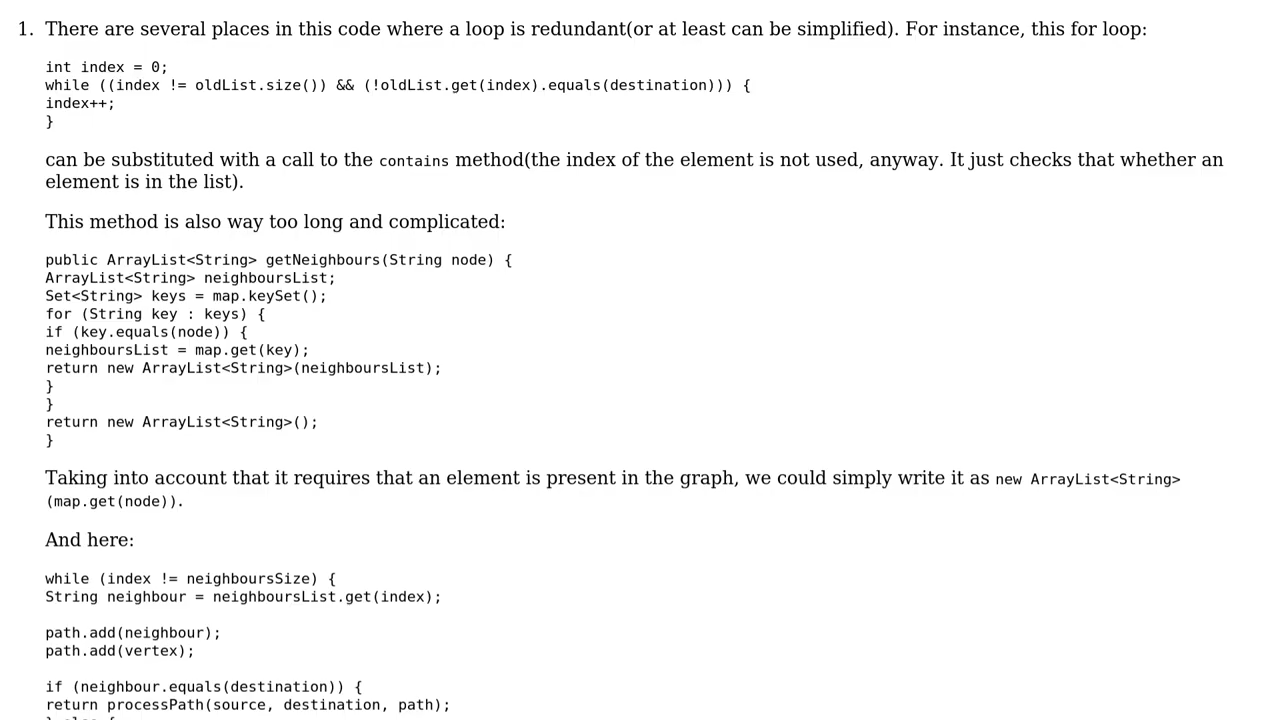 1. There are several places in this code where a loop is redundant(or at least can be simplified). For instance, this for loop:
int index = 0;
while ((index != oldList.size()) && (!oldList.get(index).equals(destination))) {
index++;
}
can be substituted with a call to the contains method(the index of the element is not used, anyway. It just checks that whether an
element is in the list).
This method is also way too long and complicated:
public ArrayList<String> getNeighbours(String node) {
ArrayList<String> neighboursList;
Set<String> keys = map.keySet();
for (String key : keys) {
if (key.equals(node)) {
neighboursList = map.get(key);
return new ArrayList<String>(neighboursList);
}
}
return new ArrayList<String>();
}
Taking into account that it requires that an element is present in the graph, we could simply write it as new ArrayList<String>
(map.get(node)).
And here:
while (index != neighboursSize) {
String neighbour = neighboursList.get(index);
path.add(neighbour);
path.add(vertex);
if (neighbour.equals(destination)) {
return processPath(source, destination, path);